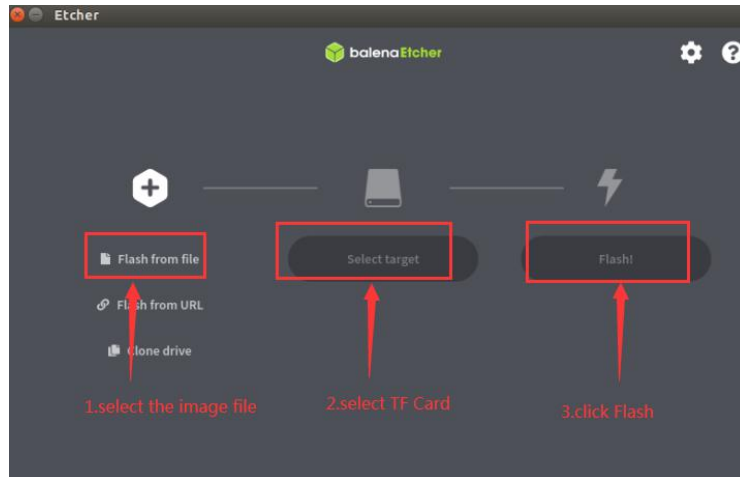 Etcher
balenaEtcher
Flash from file
Select target
Flash!
Flash from URL
Clone drive
1.select the image file
2.select TF Card
3.click Flash